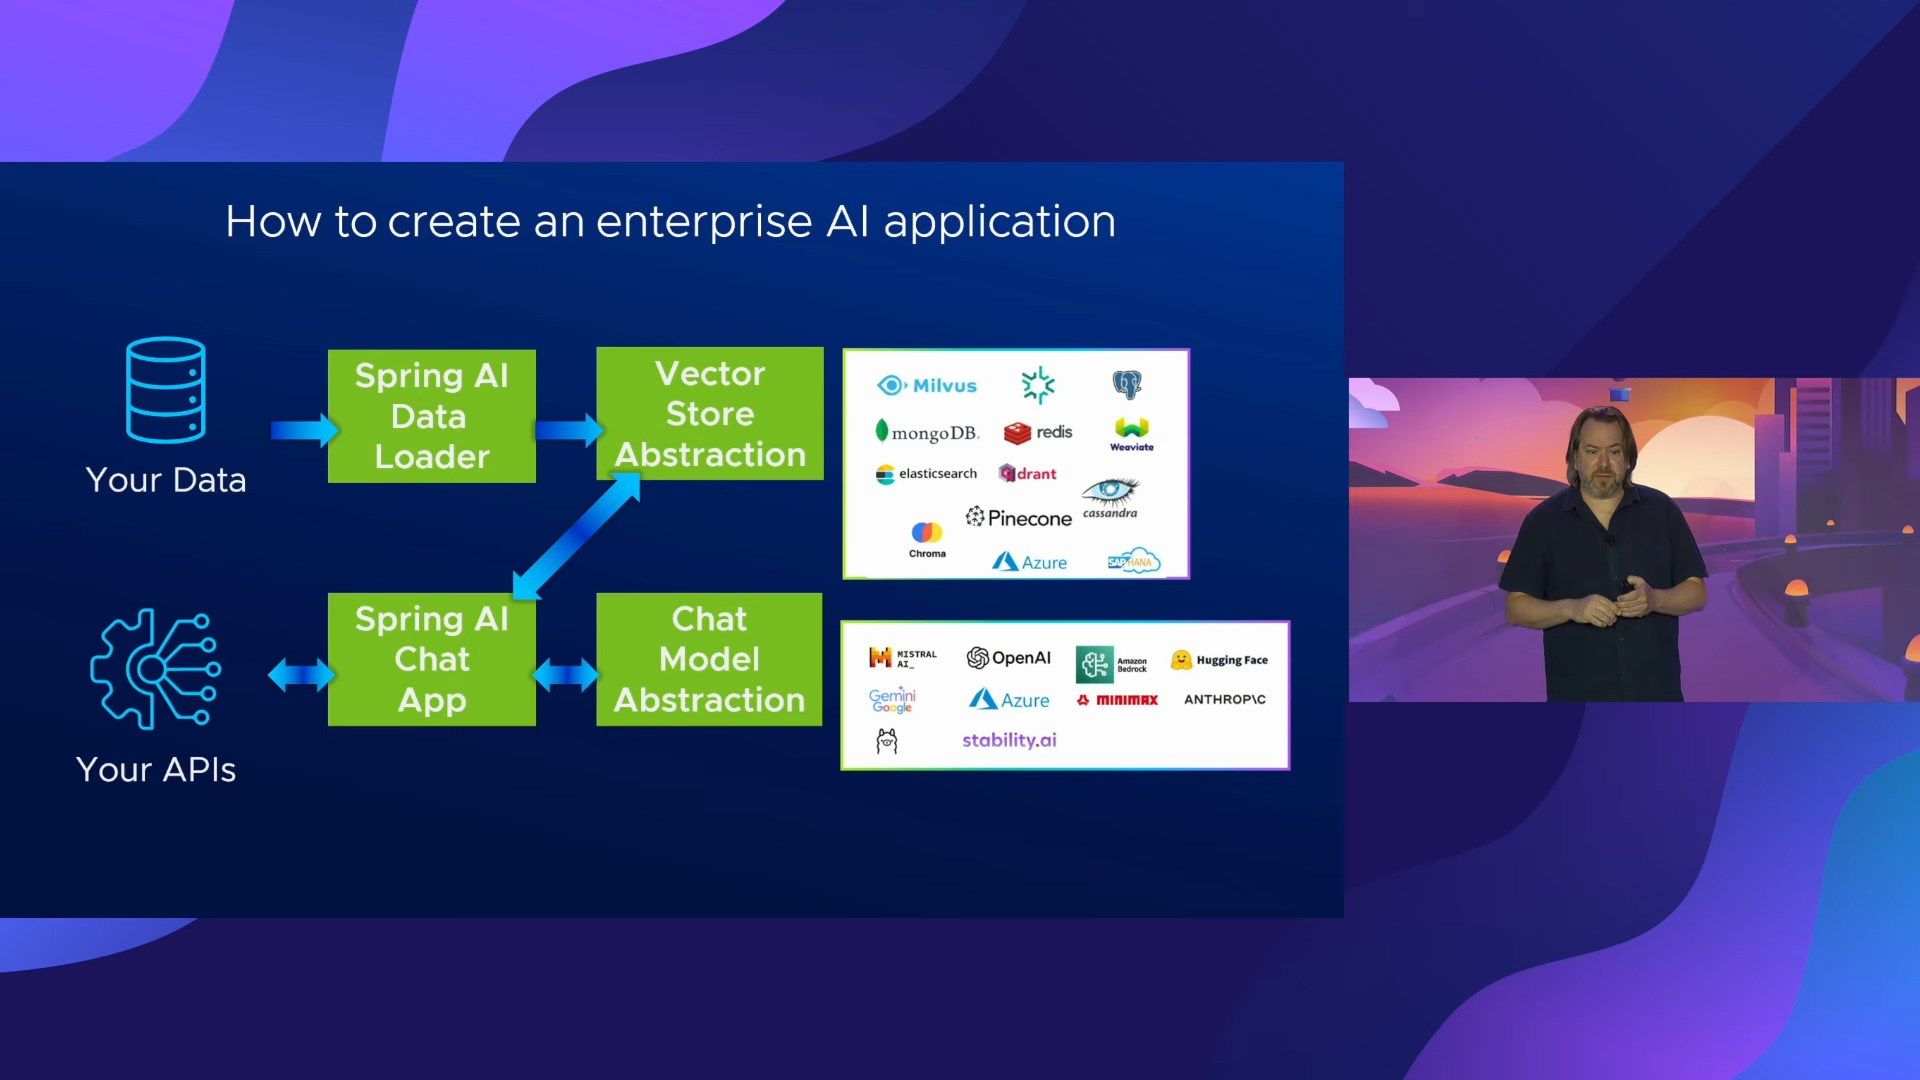 How to create an enterprise AI application
Your Data
Spring AI
Data
Loader
Vector
Store
Abstraction
Milvus
mongoDB.
redis
Weaviate
elasticsearch
drant
cassandra
Pinecone
Chroma
Azure
SAP HANA
Your APIs
Spring AI
Chat
App
Chat
Model
Abstraction
MISTRAL
AI_
OpenAI
Amazon
Bedrock
Hugging Face
Gemini
Google
Azure
MINIMAX
ANTHROP\C
stability.ai